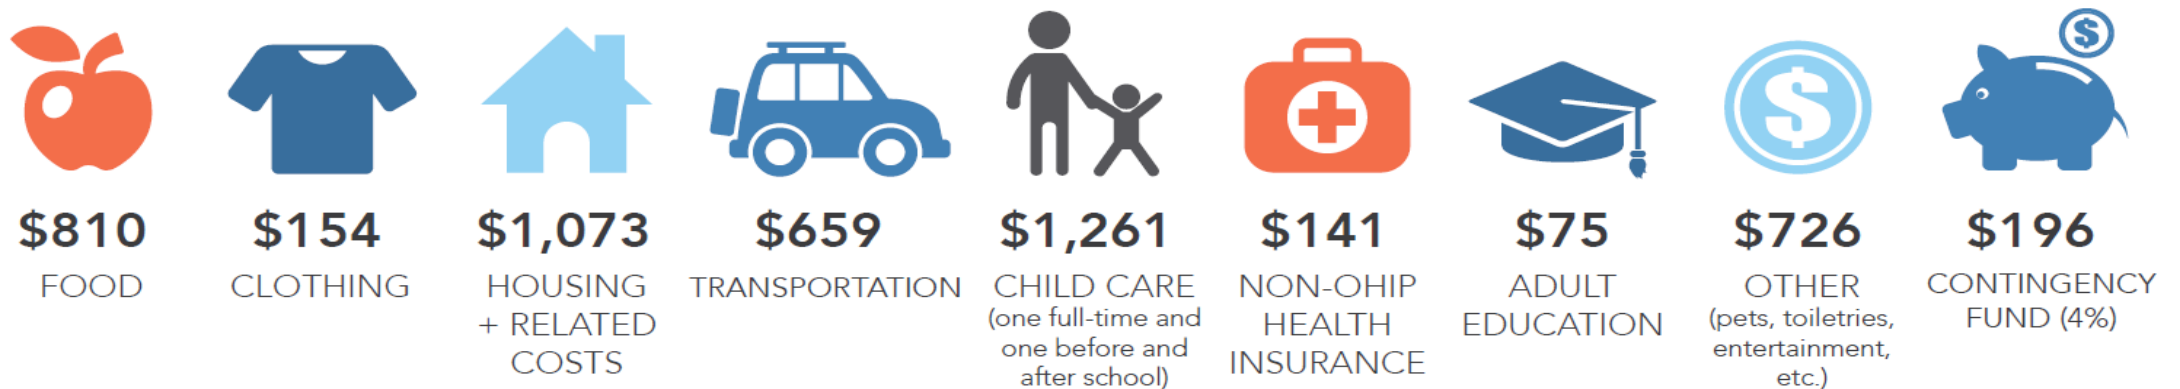 $
$
$810
FOOD
$154
CLOTHING
$1,073
HOUSING
+ RELATED
COSTS
$659
TRANSPORTATION
$1,261
CHILD CARE
(one full-time and
one before and
after school)
$141
NON-OHIP
HEALTH
INSURANCE
$75
ADULT
EDUCATION
$726
OTHER
(pets, toiletries,
entertainment,
etc.)
$196
CONTINGENCY
FUND (4%)